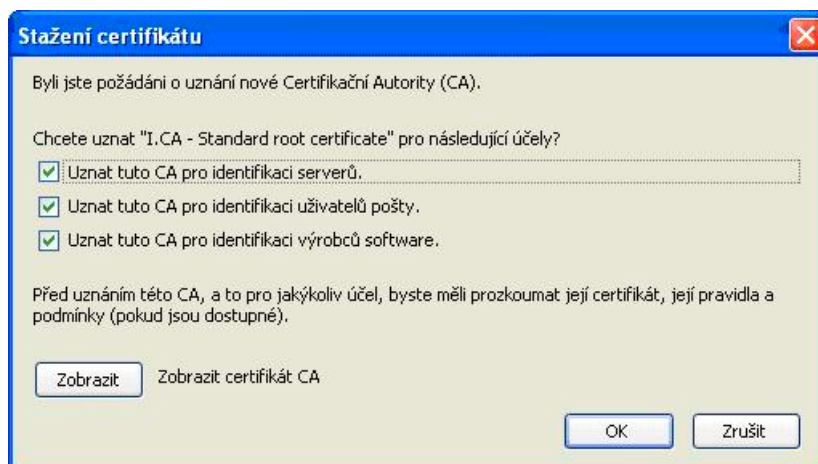 Stažení certifikátu
Byli jste požádáni o uznání nové Certifikační Autority (CA).
Chcete uznat "I.CA - Standard root certificate" pro následující účely?
Uznat tuto CA pro identifikaci serverů.
Uznat tuto CA pro identifikaci uživatelů pošty.
Uznat tuto CA pro identifikaci výrobců software.
Před uznáním této CA, a to pro jakýkoliv účel, byste měli prozkoumat její certifikát, její pravidla a
podmínky (pokud jsou dostupné).
Zobrazit Zobrazit certifikát CA
OK Zrušit